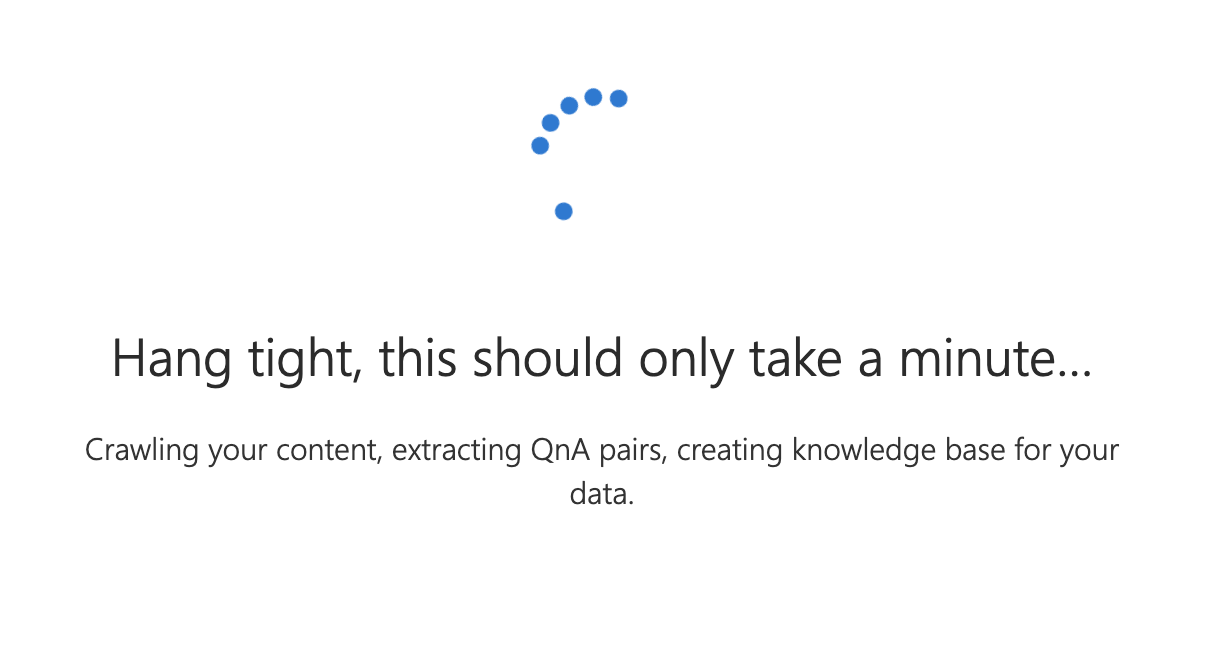 Hang tight, this should only take a minute...
Crawling your content, extracting QnA pairs, creating knowledge base for your
data.